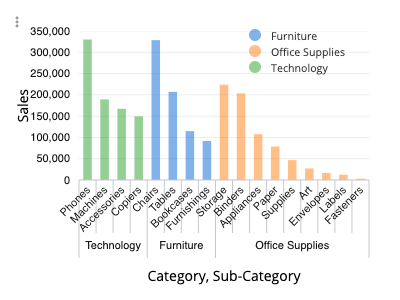 350,000
300,000
250,000
200,000
150,000
100,000
50,000
0
Sales
Furniture
Office Supplies
Technology
Phones
Machines
Accessories
Copiers
Chairs
Tables
Bookcases
Furnishings
Storage
Binders
Appliances
Paper
Supplies
Art
Envelopes
Labels
Fasteners
Technology
Furniture
Office Supplies
Category, Sub-Category